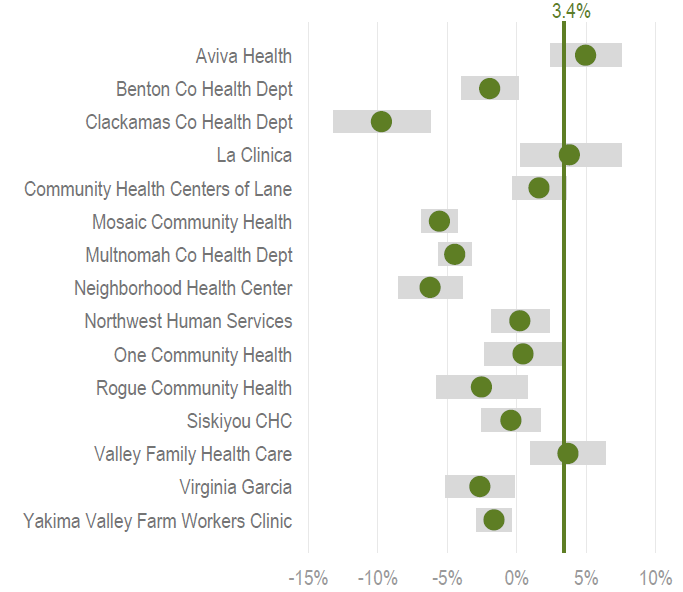 3.4%
Aviva Health
Benton Co Health Dept
Clackamas Co Health Dept
La Clinica
Community Health Centers of Lane
Mosaic Community Health
Multnomah Co Health Dept
Neighborhood Health Center
Northwest Human Services
One Community Health
Rogue Community Health
Siskiyou CHC
Valley Family Health Care
Virginia Garcia
Yakima Valley Farm Workers Clinic
-15% -10% -5% 0% 5% 10%